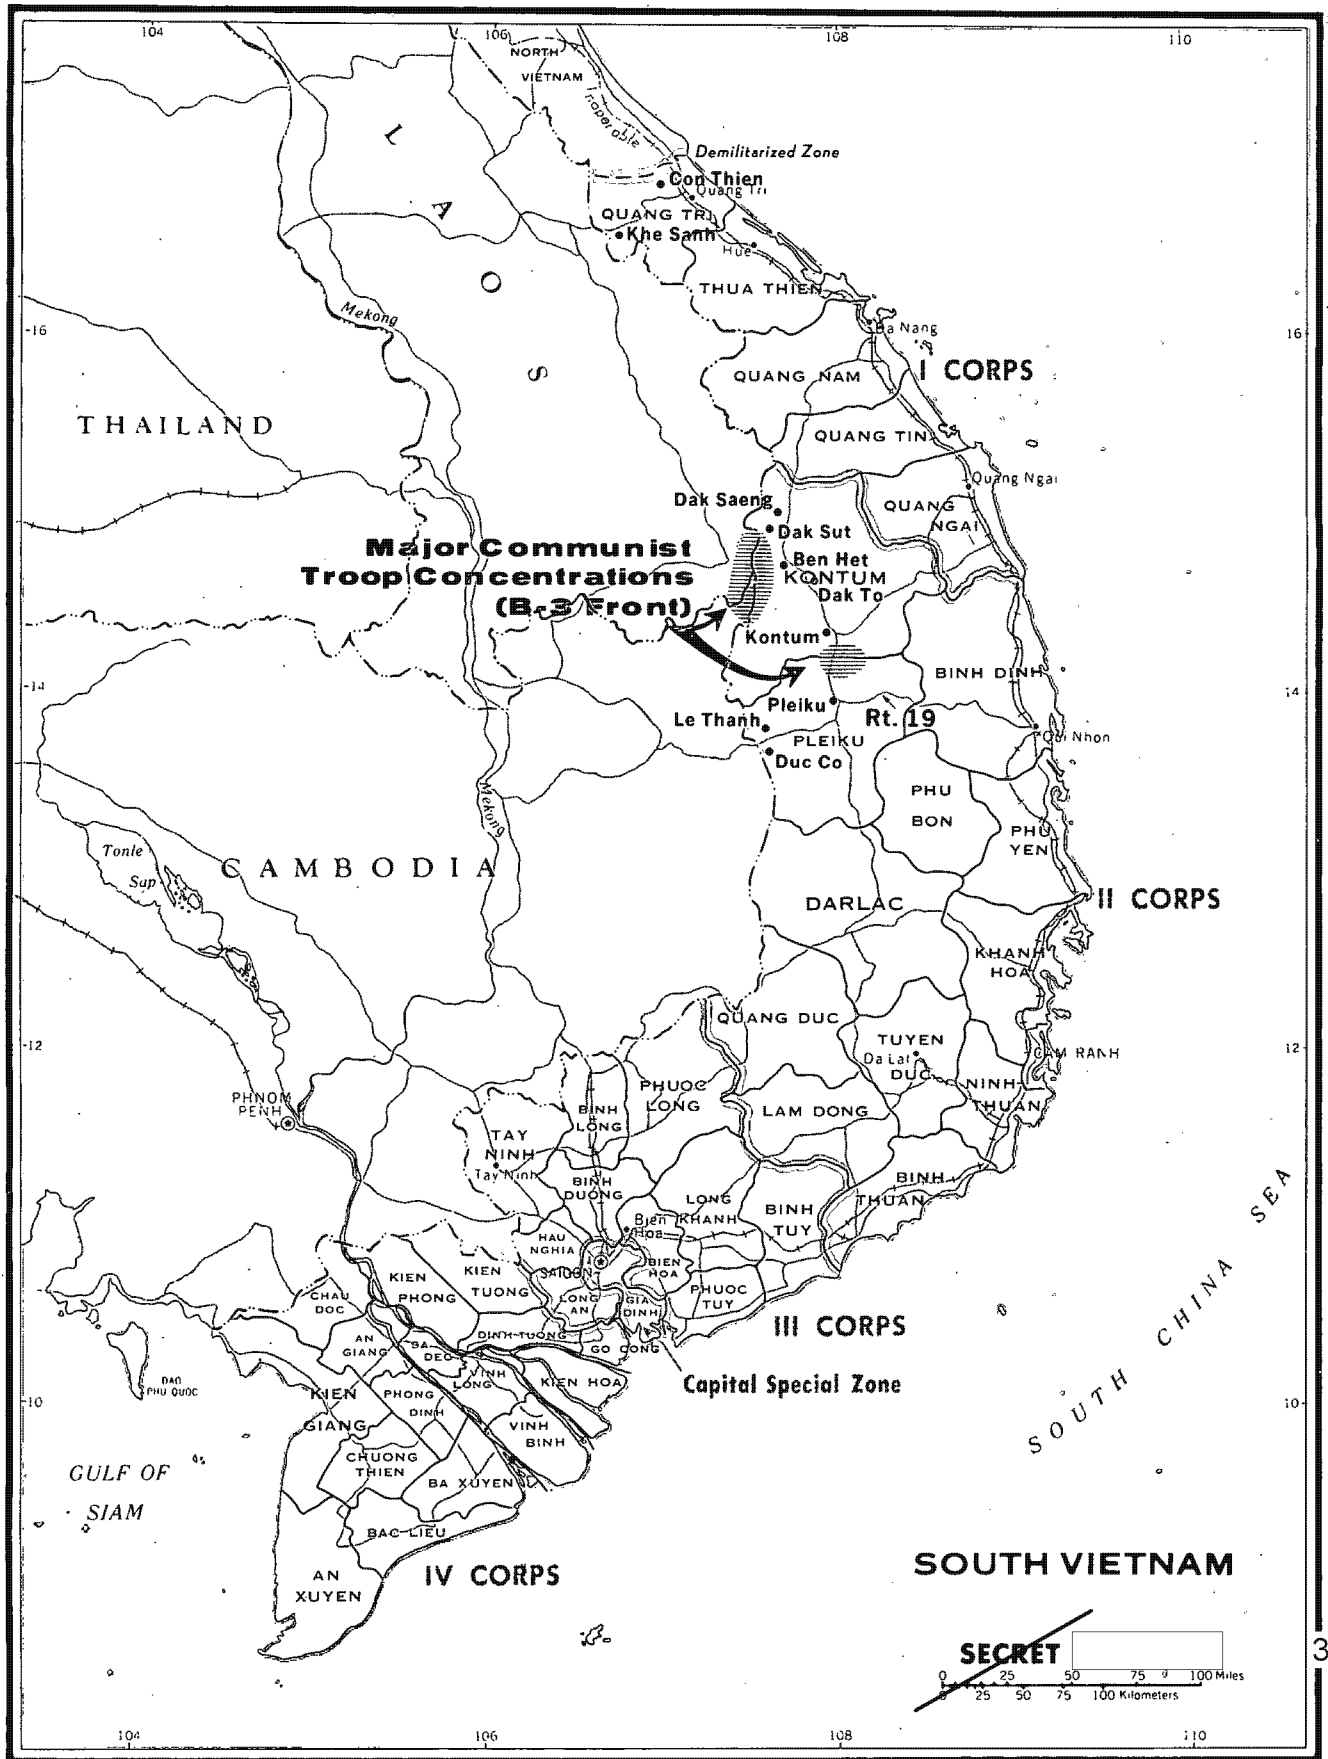 104
106
108
110
NORTH
VIETNAM
Inoperable
L
A
O
S
Demilitarized Zone
Con Thien
Quang Tri
QUANG TRI
Khe Sanh
Hue
THUA THIEN
Mekong
16
16
Da Nang
QUANG NAM
I CORPS
THAILAND
QUANG TIN
Quang Ngai
Dak Saeng
QUANG
NGAI
Dak Sut
Major Communist
Troop Concentrations
(B-3 Front)
Ben Het
KONTUM
Dak To
Kontum
BINH DINH
14
14
Pleiku
Rt. 19
Le Thanh
PLEIKU
Qui Nhon
Duc Co
Mekong
PHU
BON
PHU
YEN
Tonle
Sap
CAMBODIA
DARLAC
II CORPS
KHANH
HOA
QUANG DUC
12
12
TUYEN
DUC
Da Lat
CAM RANH
PHNOM
PENH
PHUOC
LONG
NINH
THUAN
BINH
LONG
LAM DONG
TAY
NINH
Tay Ninh
BINH
DUONG
BINH
THUAN
LONG
KHANH
BINH
TUY
Bien
Hoa
HAU
NGHIA
SAIGON
BIEN
HOA
KIEN
PHONG
KIEN
TUONG
PHUOC
TUY
CHAU
DOC
LONG
AN
GIA
DINH
III CORPS
AN
GIANG
SA
DEC
DINH TUONG
GO CONG
DAO
PHU QUOC
VINH
LONG
KIEN HOA
Capital Special Zone
KIEN
GIANG
PHONG
DINH
10
10
VINH
BINH
SOUTH CHINA SEA
CHUONG
THIEN
BA XUYEN
GULF OF
SIAM
BAC LIEU
AN
XUYEN
IV CORPS
SOUTH VIETNAM
SECRET
0 25 50 75 100 Miles
0 25 50 75 100 Kilometers
3
104
106
108
110